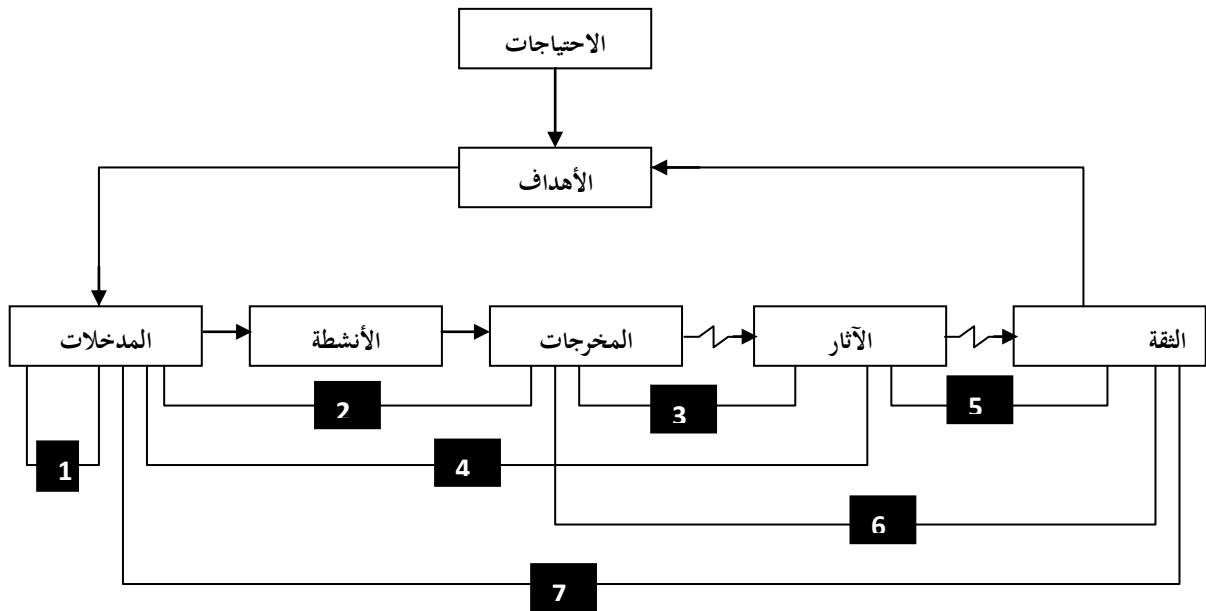 الاحتياجات
الأهداف
المدخلات
الأنشطة
المخرجات
الآثار
الثقة
2
3
5
1
4
6
7